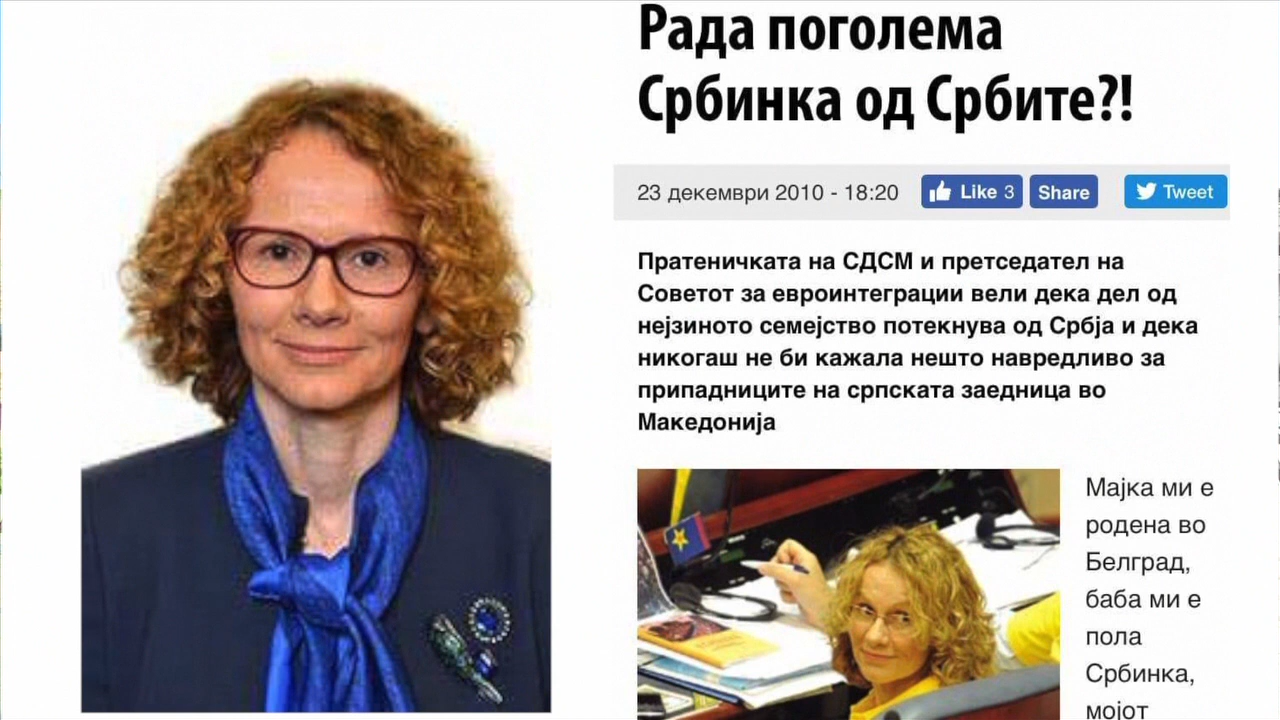 Рада поголема
Србинка од Србите?!
23 декември 2010 - 18:20
Like 3
Share
Tweet
Пратеничката на СДСМ и претседател на
Советот за евроинтеграции вели дека дел од
нејзиното семејство потекнува од Србја и дека
никогаш не би кажала нештo навредливо за
припадниците на српската заедница во
Македонија
Мајка ми е
родена во
Белград,
баба ми е
пола
Србинка,
мојот